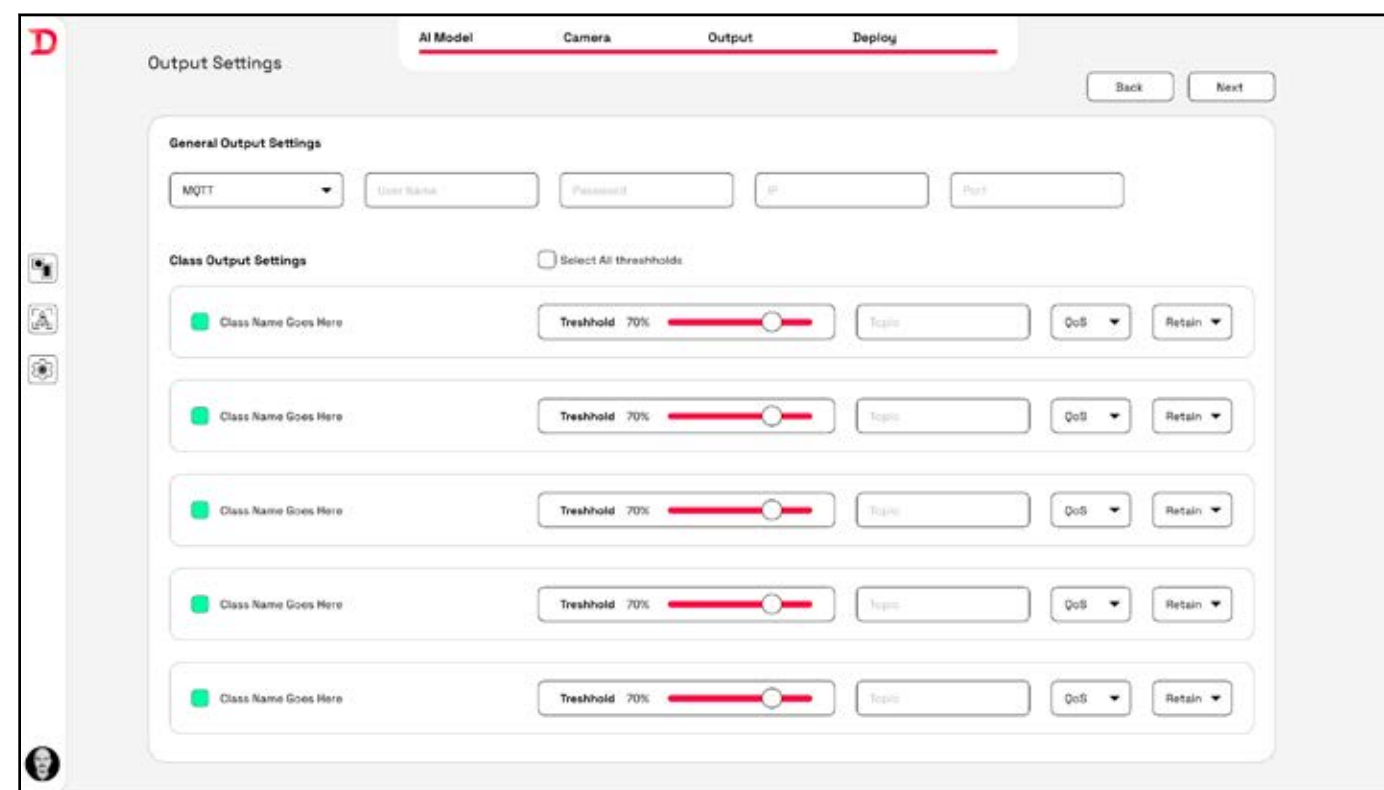 D
AI Model Camera Output Deploy
Output Settings
Back Next
General Output Settings
MQTT User Name Password IP Port
Class Output Settings Select All threshholds
Class Name Goes Here Treshhold 70% Topic QoS Retain
Class Name Goes Here Treshhold 70% Topic QoS Retain
Class Name Goes Here Treshhold 70% Topic QoS Retain
Class Name Goes Here Treshhold 70% Topic QoS Retain
Class Name Goes Here Treshhold 70% Topic QoS Retain